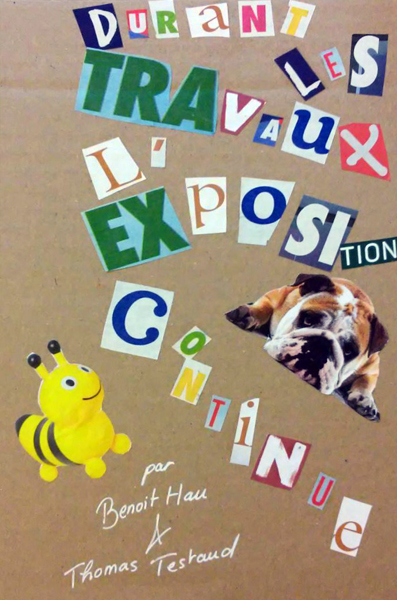 DURANT
LES
TRAVAUX
L'
EXPOSITION
CONTINUE
par
Benoit Hau
&
Thomas Testaud